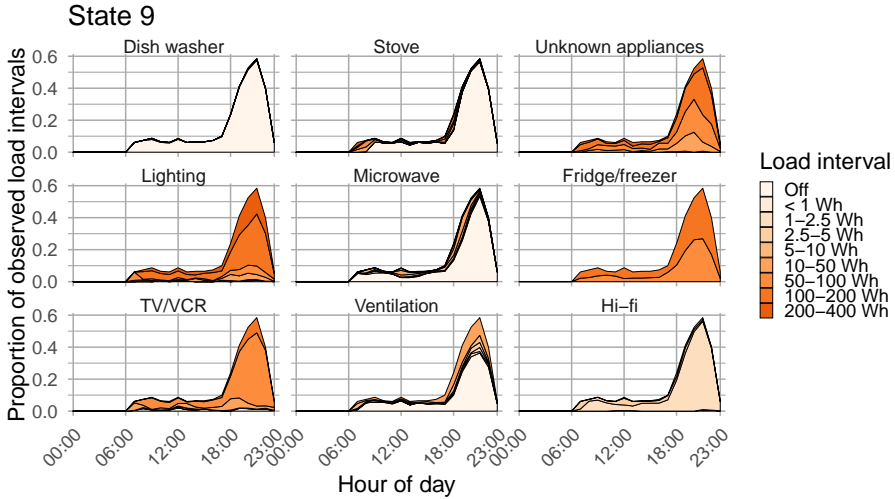 State 9
Proportion of observed load intervals
Dish washer
Stove
Unknown appliances
0.6
0.4
0.2
0.0
Lighting
Microwave
Fridge/freezer
0.6
0.4
0.2
0.0
TV/VCR
Ventilation
Hi–fi
0.6
0.4
0.2
0.0
00:00 06:00 12:00 18:00 23:00
00:00 06:00 12:00 18:00 23:00
00:00 06:00 12:00 18:00 23:00
Hour of day
Load interval
Off
< 1 Wh
1–2.5 Wh
2.5–5 Wh
5–10 Wh
10–50 Wh
50–100 Wh
100–200 Wh
200–400 Wh